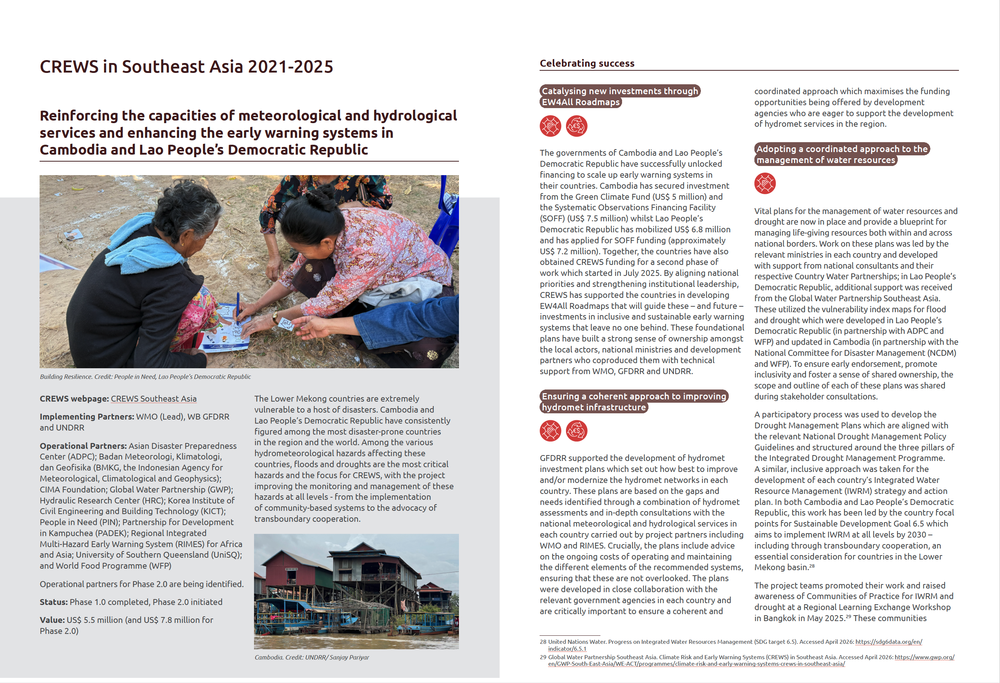 CREWS in Southeast Asia 2021-2025
Reinforcing the capacities of meteorological and hydrological
services and enhancing the early warning systems in
Cambodia and Lao People’s Democratic Republic
Building Resilience. Credit: People in Need, Lao People’s Democratic Republic
CREWS webpage: CREWS Southeast Asia
Implementing Partners: WMO (Lead), WB GFDRR
and UNDRR
Operational Partners: Asian Disaster Preparedness
Center (ADPC); Badan Meteorologi, Klimatologi,
dan Geofisika (BMKG, the Indonesian Agency for
Meteorological, Climatological and Geophysics);
CIMA Foundation; Global Water Partnership (GWP);
Hydraulic Research Center (HRC); Korea Institute of
Civil Engineering and Building Technology (KICT);
People in Need (PIN); Partnership for Development
in Kampuchea (PADEK); Regional Integrated
Multi-Hazard Early Warning System (RIMES) for Africa
and Asia; University of Southern Queensland (UniSQ);
and World Food Programme (WFP)
Operational partners for Phase 2.0 are being identified.
Status: Phase 1.0 completed, Phase 2.0 initiated
Value: US$ 5.5 million (and US$ 7.8 million for
Phase 2.0)
The Lower Mekong countries are extremely
vulnerable to a host of disasters. Cambodia and
Lao People’s Democratic Republic have consistently
figured among the most disaster-prone countries
in the region and the world. Among the various
hydrometeorological hazards affecting these
countries, floods and droughts are the most critical
hazards and the focus for CREWS, with the project
improving the monitoring and management of these
hazards at all levels - from the implementation
of community-based systems to the advocacy of
transboundary cooperation.
Cambodia. Credit: UNDRR/ Sanjay Pariyar
Celebrating success
Catalysing new investments through
EW4All Roadmaps
€$
The governments of Cambodia and Lao People’s
Democratic Republic have successfully unlocked
financing to scale up early warning systems in
their countries. Cambodia has secured investment
from the Green Climate Fund (US$ 5 million) and
the Systematic Observations Financing Facility
(SOFF) (US$ 7.5 million) whilst Lao People’s
Democratic Republic has mobilized US$ 6.8 million
and has applied for SOFF funding (approximately
US$ 7.2 million). Together, the countries have also
obtained CREWS funding for a second phase of
work which started in July 2025. By aligning national
priorities and strengthening institutional leadership,
CREWS has supported the countries in developing
EW4All Roadmaps that will guide these – and future –
investments in inclusive and sustainable early warning
systems that leave no one behind. These foundational
plans have built a strong sense of ownership amongst
the local actors, national ministries and development
partners who coproduced them with technical
support from WMO, GFDRR and UNDRR.
Ensuring a coherent approach to improving
hydromet infrastructure
€$
GFDRR supported the development of hydromet
investment plans which set out how best to improve
and/or modernize the hydromet networks in each
country. These plans are based on the gaps and
needs identified through a combination of hydromet
assessments and in-depth consultations with the
national meteorological and hydrological services in
each country carried out by project partners including
WMO and RIMES. Crucially, the plans include advice
on the ongoing costs of operating and maintaining
the different elements of the recommended systems,
ensuring that these are not overlooked. The plans
were developed in close collaboration with the
relevant government agencies in each country and
are critically important to ensure a coherent and
coordinated approach which maximises the funding
opportunities being offered by development
agencies who are eager to support the development
of hydromet services in the region.
Adopting a coordinated approach to the
management of water resources
Vital plans for the management of water resources and
drought are now in place and provide a blueprint for
managing life-giving resources both within and across
national borders. Work on these plans was led by the
relevant ministries in each country and developed
with support from national consultants and their
respective Country Water Partnerships; in Lao People’s
Democratic Republic, additional support was received
from the Global Water Partnership Southeast Asia.
These utilized the vulnerability index maps for flood
and drought which were developed in Lao People’s
Democratic Republic (in partnership with ADPC and
WFP) and updated in Cambodia (in partnership with the
National Committee for Disaster Management (NCDM)
and WFP). To ensure early endorsement, promote
inclusivity and foster a sense of shared ownership, the
scope and outline of each of these plans was shared
during stakeholder consultations.
A participatory process was used to develop the
Drought Management Plans which are aligned with
the relevant National Drought Management Policy
Guidelines and structured around the three pillars of
the Integrated Drought Management Programme.
A similar, inclusive approach was taken for the
development of each country’s Integrated Water
Resource Management (IWRM) strategy and action
plan. In both Cambodia and Lao People’s Democratic
Republic, this work has been led by the country focal
points for Sustainable Development Goal 6.5 which
aims to implement IWRM at all levels by 2030 –
including through transboundary cooperation, an
essential consideration for countries in the Lower
Mekong basin.28
The project teams promoted their work and raised
awareness of Communities of Practice for IWRM and
drought at a Regional Learning Exchange Workshop
in Bangkok in May 2025.29 These communities
28 United Nations Water. Progress on Integrated Water Resources Management (SDG target 6.5). Accessed April 2026: https://sdg6data.org/en/
indicator/6.5.1
29 Global Water Partnership Southeast Asia. Climate Risk and Early Warning Systems (CREWS) in Southeast Asia. Accessed April 2026: https://www.gwp.org/
en/GWP-South-East-Asia/WE-ACT/programmes/climate-risk-and-early-warning-systems-crews-in-southeast-asia/